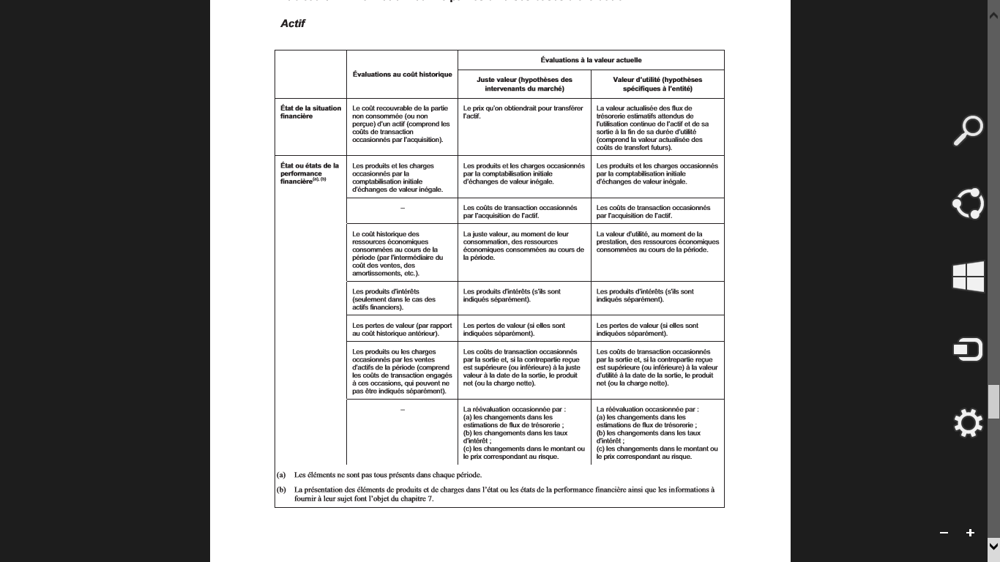 Actif
Évaluations au coût historique
Évaluations à la valeur actuelle
Juste valeur (hypothèses des
intervenants du marché)
Valeur d'utilité (hypothèses
spécifiques à l'entité)
État de la situation
financière
Le coût recouvrable de la partie
non consommée (ou non
perçue) d'un actif (comprend les
coûts de transaction
occasionnés par l'acquisition).
Le prix qu'on obtiendrait pour transférer
l'actif.
La valeur actualisée des flux de
trésorerie estimatifs attendus de
l'utilisation continue de l'actif et de sa
sortie à la fin de sa durée d'utilité
(comprend la valeur actualisée des
coûts de transfert futurs).
État ou états de la
performance
financière(a), (b)
Les produits et les charges
occasionnés par la
comptabilisation initiale
d'échanges de valeur inégale.
Les produits et les charges occasionnés
par la comptabilisation initiale
d'échanges de valeur inégale.
Les produits et les charges occasionnés
par la comptabilisation initiale
d'échanges de valeur inégale.
–
Les coûts de transaction occasionnés
par l'acquisition de l'actif.
Les coûts de transaction occasionnés
par l'acquisition de l'actif.
Le coût historique des
ressources économiques
consommées au cours de la
période (par l'intermédiaire du
coût des ventes, des
amortissements, etc.).
La juste valeur, au moment de leur
consommation, des ressources
économiques consommées au cours de
la période.
La valeur d'utilité, au moment de la
prestation, des ressources économiques
consommées au cours de la période.
Les produits d'intérêts
(seulement dans le cas des
actifs financiers).
Les produits d'intérêts (s'ils sont
indiqués séparément).
Les produits d'intérêts (s'ils sont
indiqués séparément).
Les pertes de valeur (par rapport
au coût historique antérieur).
Les pertes de valeur (si elles sont
indiquées séparément).
Les pertes de valeur (si elles sont
indiquées séparément).
Les produits ou les charges
occasionnés par les ventes
d'actifs de la période (comprend
les coûts de transaction engagés
à ces occasions, qui peuvent ne
pas être indiqués séparément).
Les coûts de transaction occasionnés
par la sortie et, si la contrepartie reçue
est supérieure (ou inférieure) à la juste
valeur à la date de la sortie, le produit
net (ou la charge nette).
Les coûts de transaction occasionnés
par la sortie et, si la contrepartie reçue
est supérieure (ou inférieure) à la valeur
d'utilité à la date de la sortie, le produit
net (ou la charge nette).
–
La réévaluation occasionnée par :
(a) les changements dans les
estimations de flux de trésorerie ;
(b) les changements dans les taux
d'intérêt ;
(c) les changements dans le montant ou
le prix correspondant au risque.
La réévaluation occasionnée par :
(a) les changements dans les
estimations de flux de trésorerie ;
(b) les changements dans les taux
d'intérêt ;
(c) les changements dans le montant ou
le prix correspondant au risque.
(a) Les éléments ne sont pas tous présents dans chaque période.
(b) La présentation des éléments de produits et de charges dans l'état ou les états de la performance financière ainsi que les informations à
fournir à leur sujet font l'objet du chapitre 7.